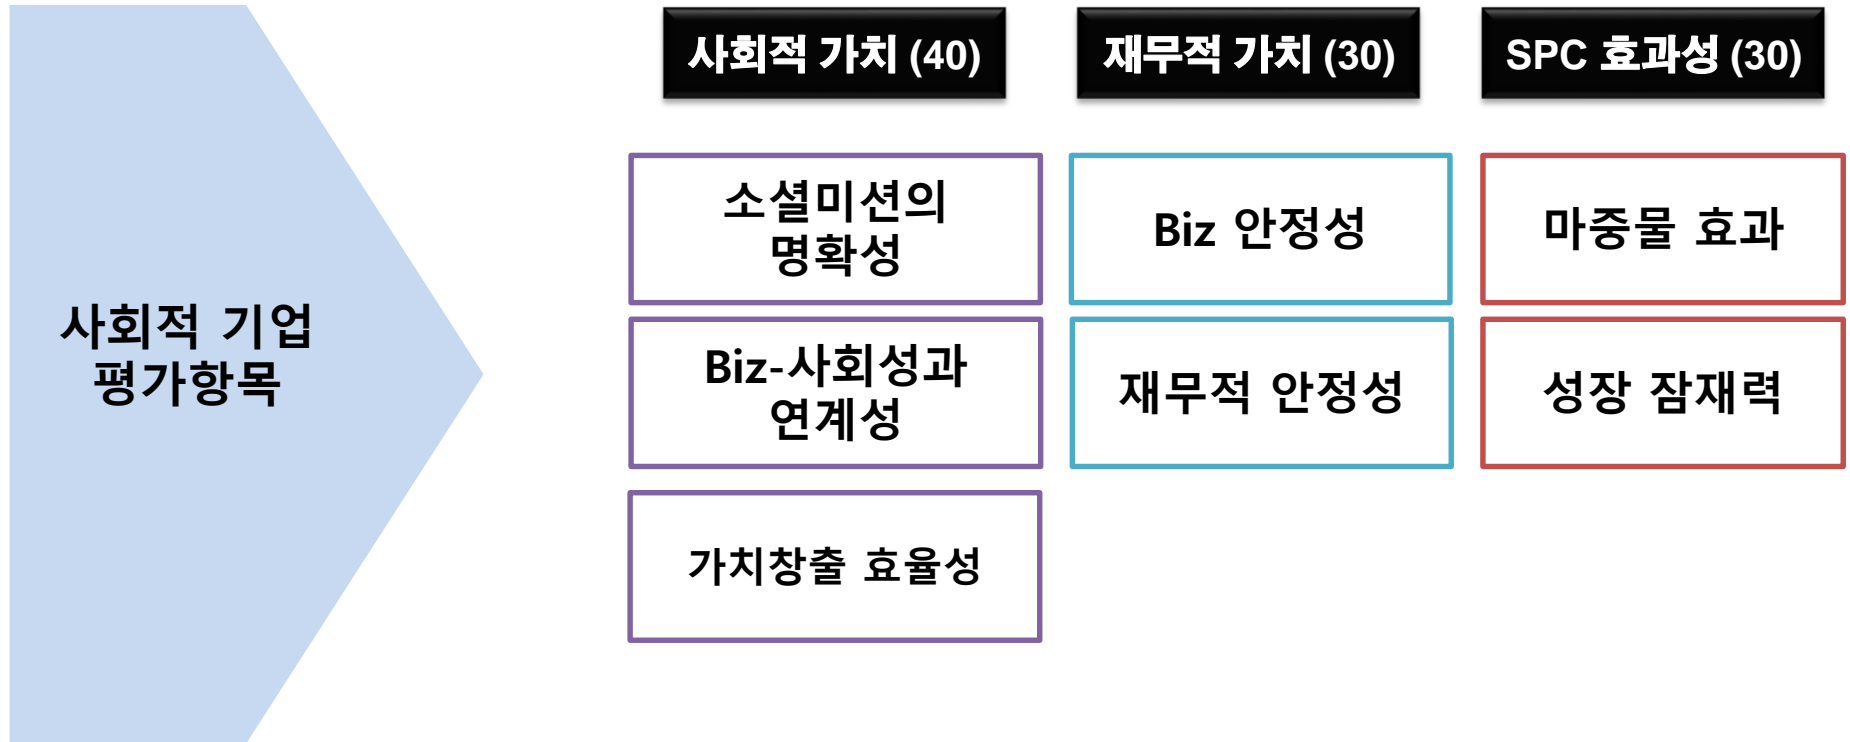 사회적 기업
평가항목
사회적 가치 (40)
재무적 가치 (30)
SPC 효과성 (30)
소셜미션의
명확성
Biz 안정성
마중물 효과
Biz-사회성과
연계성
재무적 안정성
성장 잠재력
가치창출 효율성